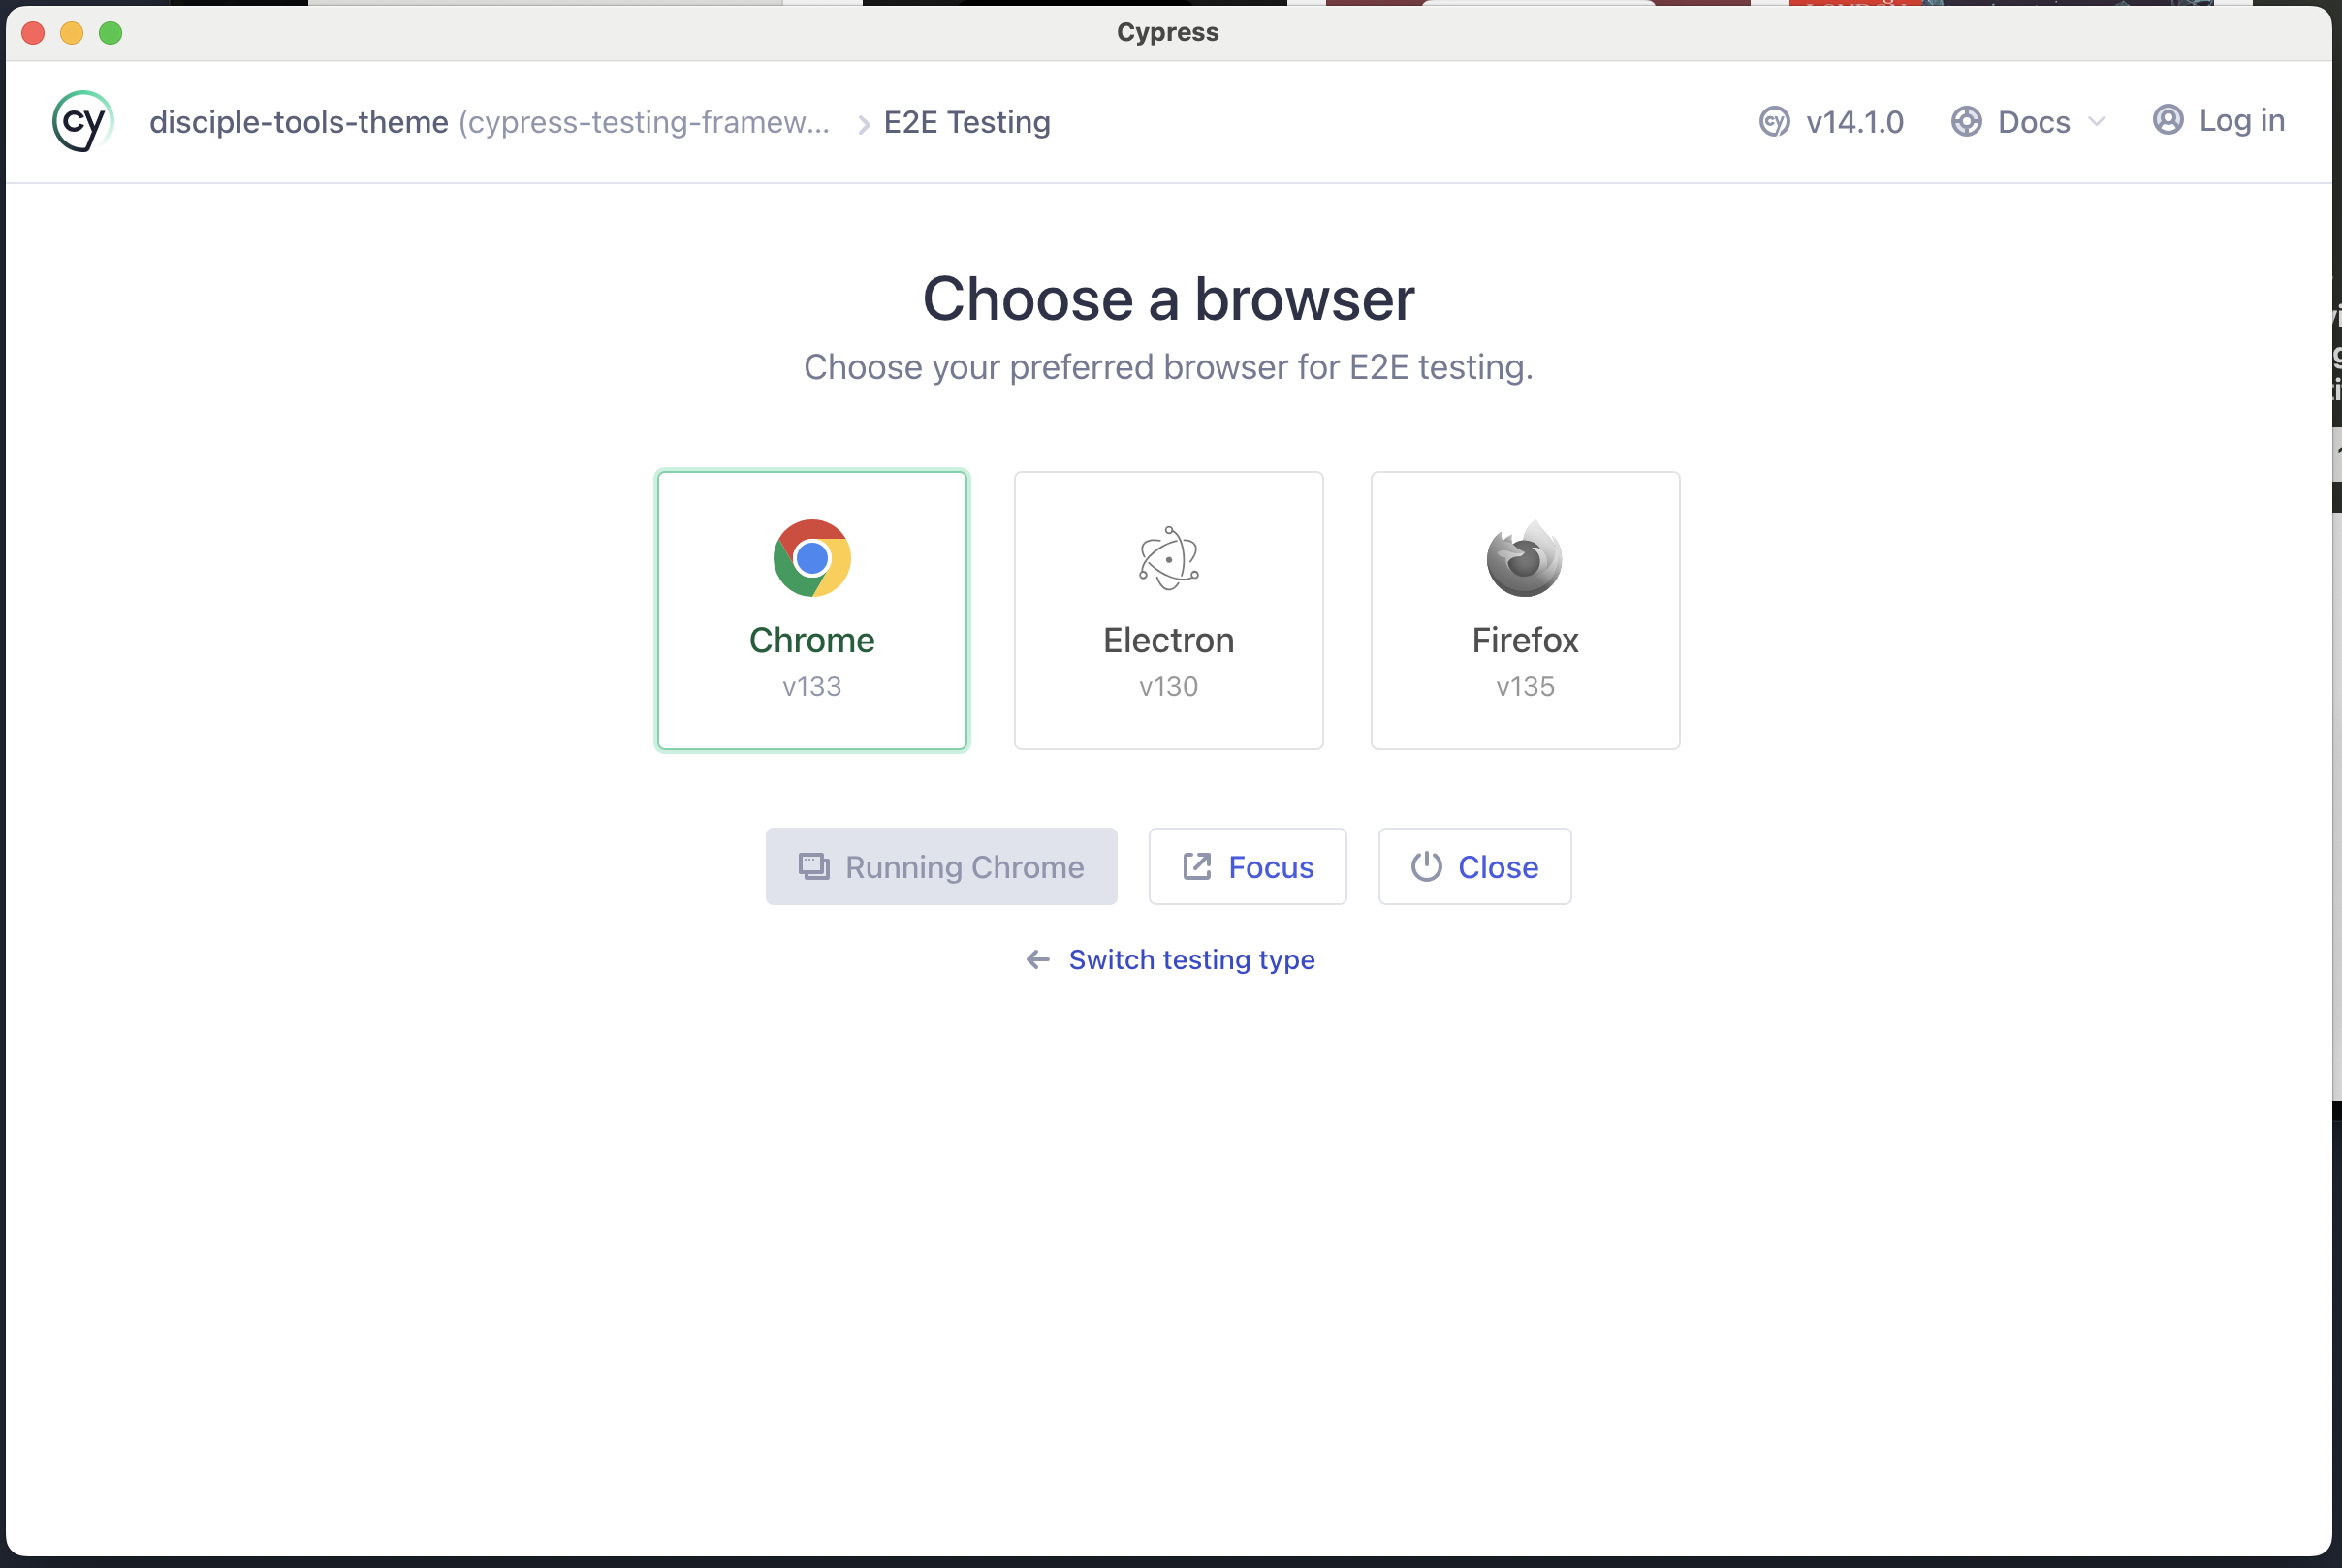 Cypress
cy disciple-tools-theme (cypress-testing-framew... > E2E Testing
cy v14.1.0 Docs Log in
Choose a browser
Choose your preferred browser for E2E testing.
Chrome Electron Firefox
v133 v130 v135
Running Chrome Focus Close
← Switch testing type